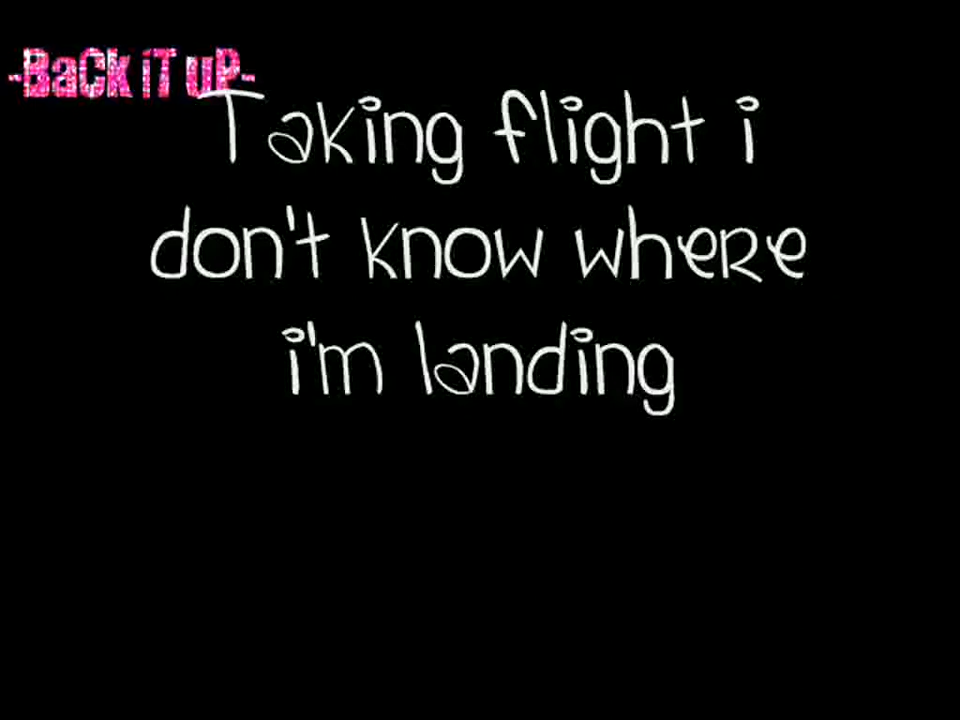 -BaCk iT uP-
Taking flight i
don't know where
i'm landing